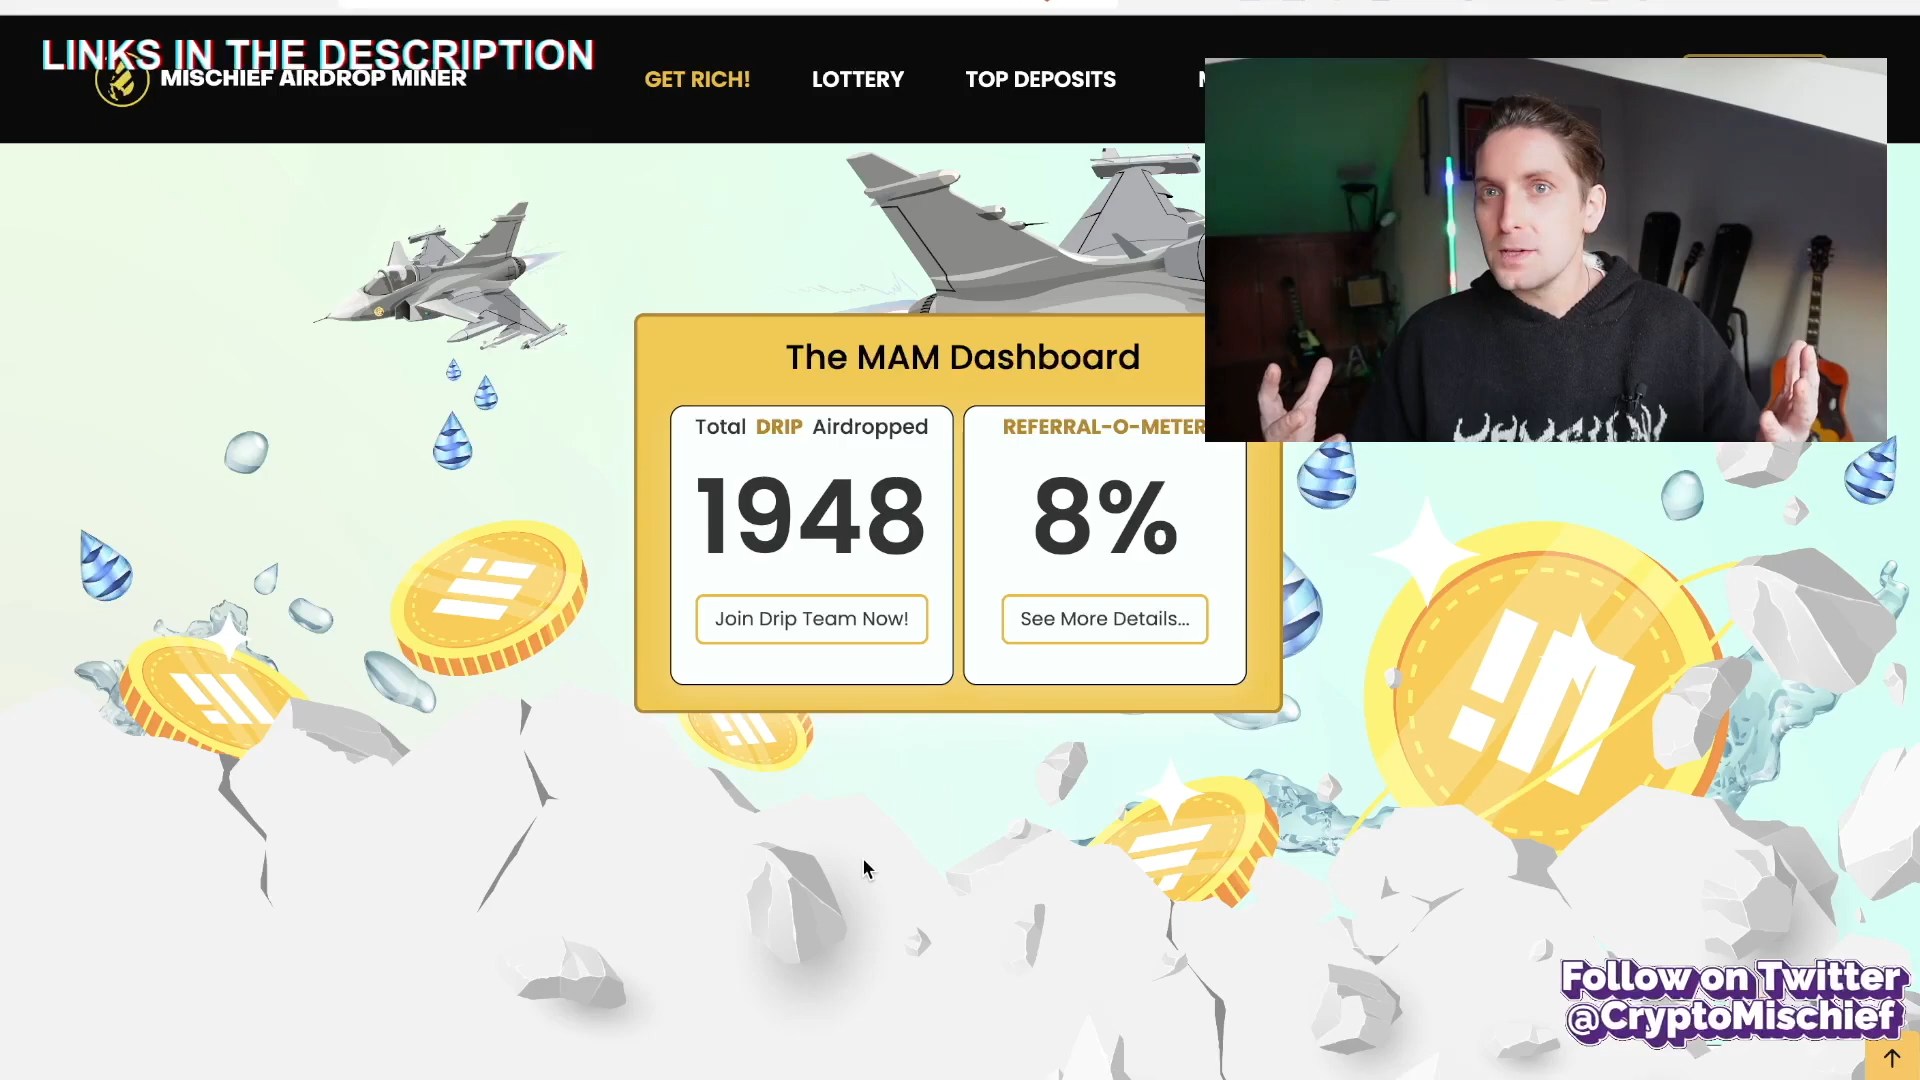 LINKS IN THE DESCRIPTION
MISCHIEF AIRDROP MINER
GET RICH!
LOTTERY
TOP DEPOSITS
The MAM Dashboard
Total DRIP Airdropped
1948
Join Drip Team Now!
REFERRAL-O-METER
8%
See More Details...
Follow on Twitter
@CryptoMischief